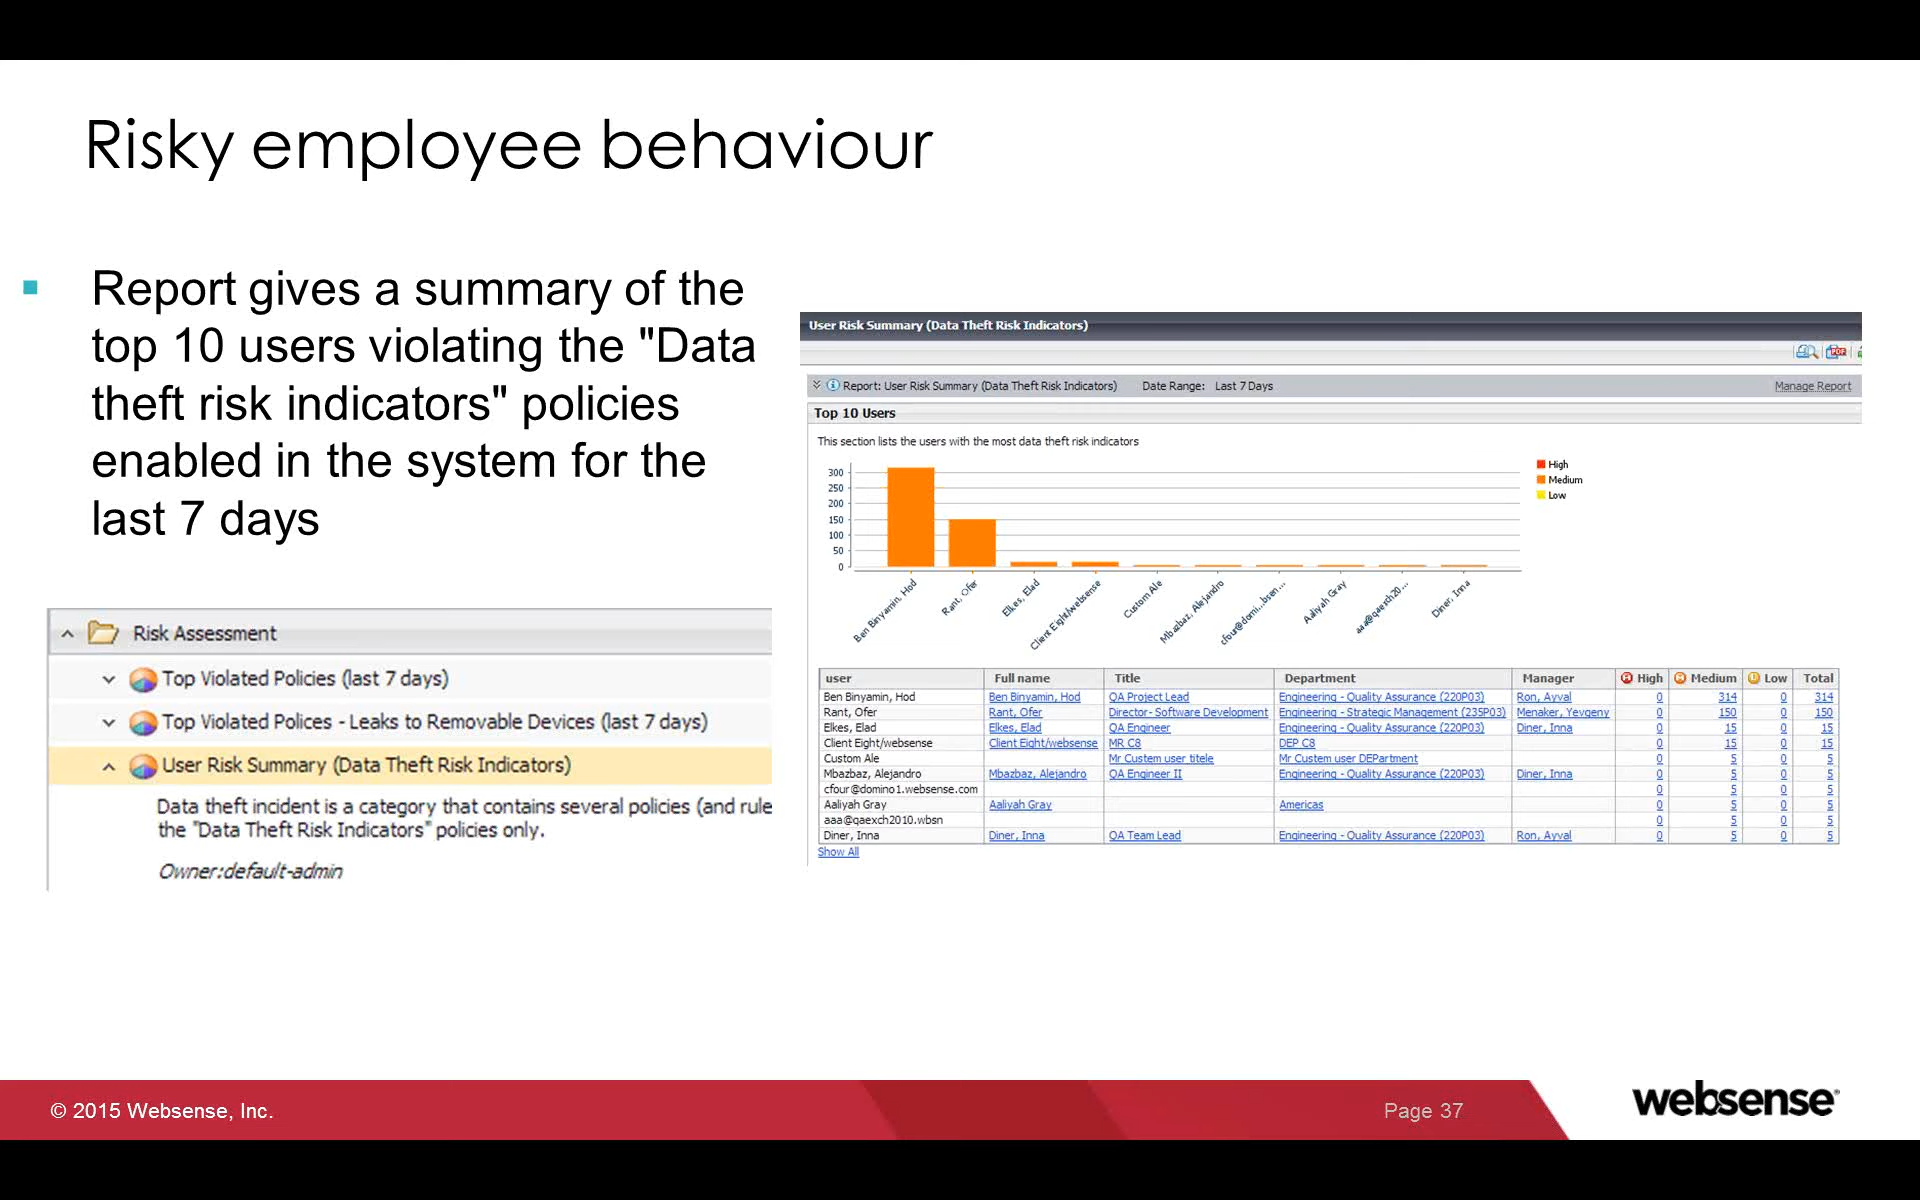 Risky employee behaviour
Report gives a summary of the
top 10 users violating the "Data
theft risk indicators" policies
enabled in the system for the
last 7 days
Risk Assessment
Top Violated Policies (last 7 days)
Top Violated Polices - Leaks to Removable Devices (last 7 days)
User Risk Summary (Data Theft Risk Indicators)
Data theft incident is a category that contains several policies (and rule
the "Data Theft Risk Indicators" policies only.
Owner:default-admin
User Risk Summary (Data Theft Risk Indicators)
PDF
Report: User Risk Summary (Data Theft Risk Indicators) Date Range: Last 7 Days Manage Report
Top 10 Users
This section lists the users with the most data theft risk indicators
300
250
200
150
100
50
0
High
Medium
Low
Ben Binyamin, Hod
Rant, Ofer
Elkes, Elad
Client Eight/websense
Custom Ale
Mbazbaz, Alejandro
cfour@domi...bsen...
Aaliyah Gray
aaa@qaexch20...
Diner, Inna
user Full name Title Department Manager High Medium Low Total
Ben Binyamin, Hod Ben Binyamin, Hod QA Project Lead Engineering - Quality Assurance (220P03) Ron, Ayval 0 314 0 314
Rant, Ofer Rant, Ofer Director- Software Development Engineering - Strategic Management (235P03) Menaker, Yevgeny 0 150 0 150
Elkes, Elad Elkes, Elad QA Engineer Engineering - Quality Assurance (220P03) Diner, Inna 0 15 0 15
Client Eight/websense Client Eight/websense MR C8 DEP C8 0 15 0 15
Custom Ale Mr Custem user titele Mr Custem user DEPartment 0 5 0 5
Mbazbaz, Alejandro Mbazbaz, Alejandro QA Engineer II Engineering - Quality Assurance (220P03) Diner, Inna 0 5 0 5
cfour@domino1.websense.com 0 5 0 5
Aaliyah Gray Aaliyah Gray Americas 0 5 0 5
aaa@qaexch2010.wbsn 0 5 0 5
Diner, Inna Diner, Inna QA Team Lead Engineering - Quality Assurance (220P03) Ron, Ayval 0 5 0 5
Show All
© 2015 Websense, Inc.
Page 37
websense